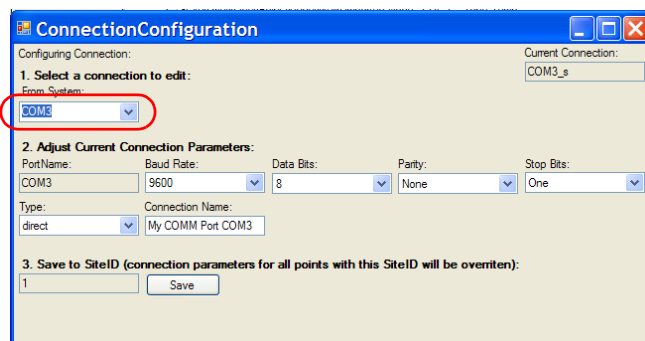 ConnectionConfiguration
Configuring Connection:
Current Connection:
1. Select a connection to edit:
COM3_s
From System:
COM3
2. Adjust Current Connection Parameters:
PortName: Baud Rate: Data Bits: Parity: Stop Bits:
COM3 9600 8 None One
Type: Connection Name:
direct My COMM Port COM3
3. Save to SiteID (connection parameters for all points with this SiteID will be overriten):
1 Save